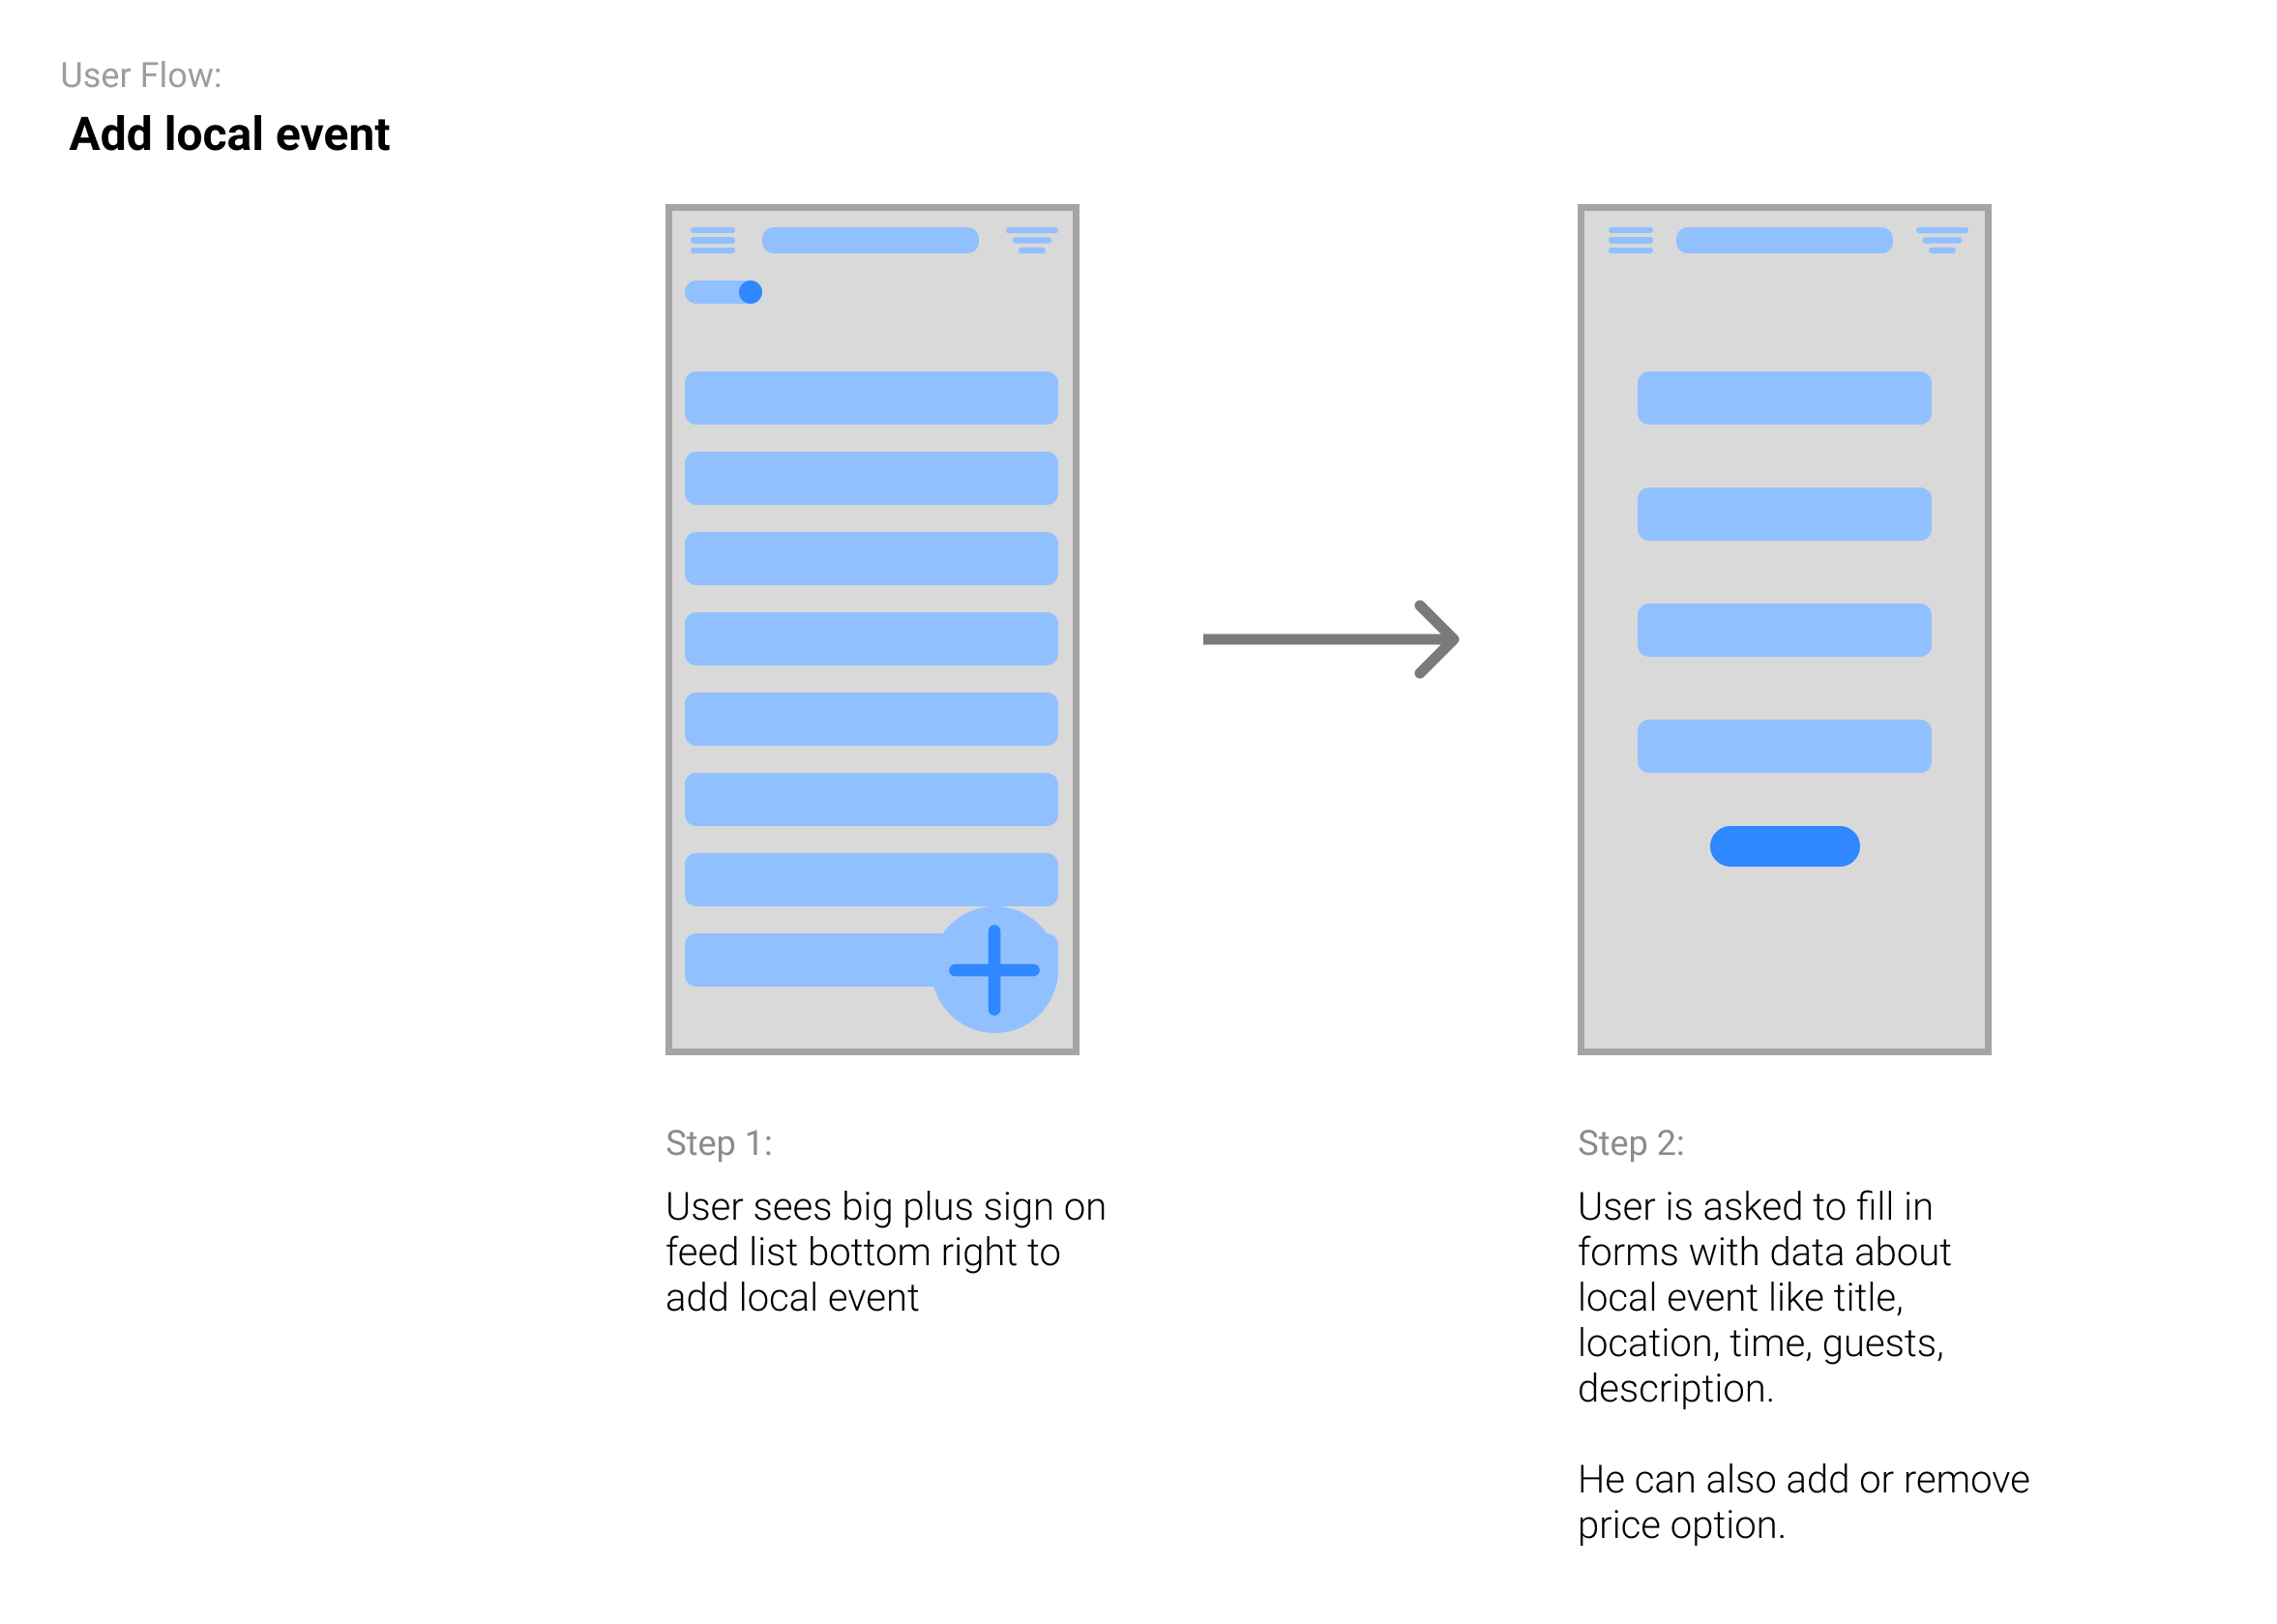 User Flow:
Add local event
Step 1:
User sees big plus sign on
feed list bottom right to
add local event
Step 2:
User is asked to fill in
forms with data about
local event like title,
location, time, guests,
description.
He can also add or remove
price option.